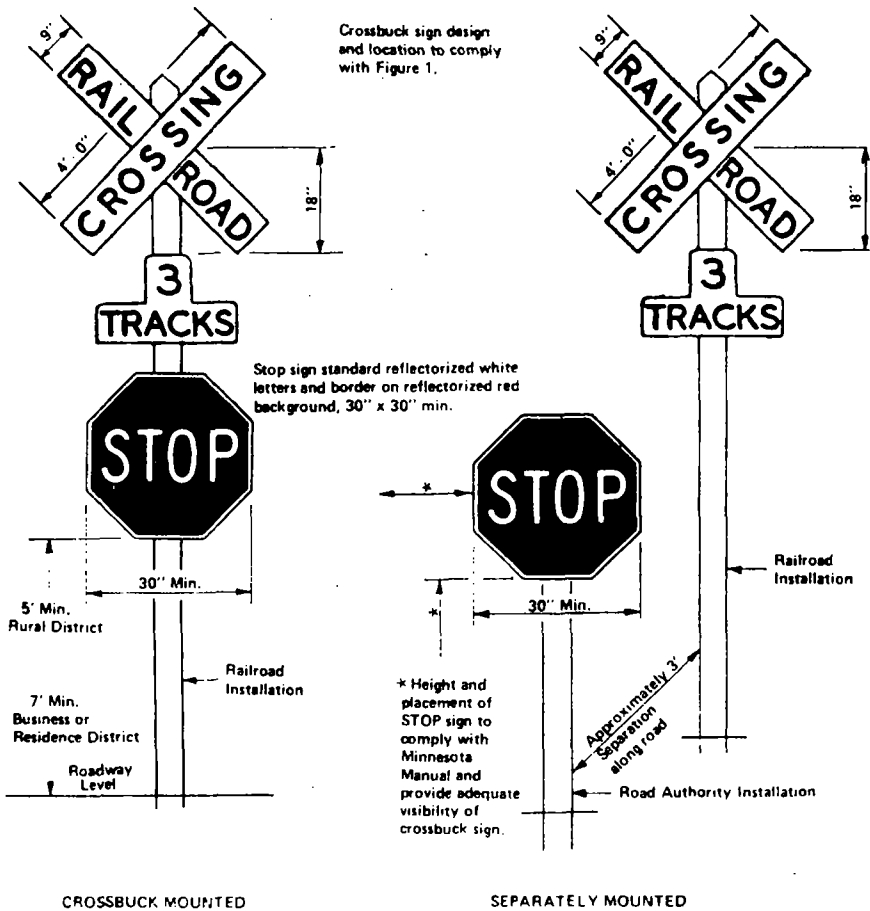 9"
RAIL
ROAD
CROSSING
4'-0"
18"
3
TRACKS
Crossbuck sign design
and location to comply
with Figure 1.
9"
RAIL
ROAD
CROSSING
4'-0"
18"
3
TRACKS
Stop sign standard reflectorized white
letters and border on reflectorized red
background, 30" x 30" min.
STOP
30" Min.
5' Min.
Rural District
7' Min.
Business or
Residence District
Roadway
Level
Railroad
Installation
*
STOP
30" Min.
*
* Height and
placement of
STOP sign to
comply with
Minnesota
Manual and
provide adequate
visibility of
crossbuck sign.
Approximately 3'
Separation
along road
Railroad
Installation
Road Authority Installation
CROSSBUCK MOUNTED
SEPARATELY MOUNTED